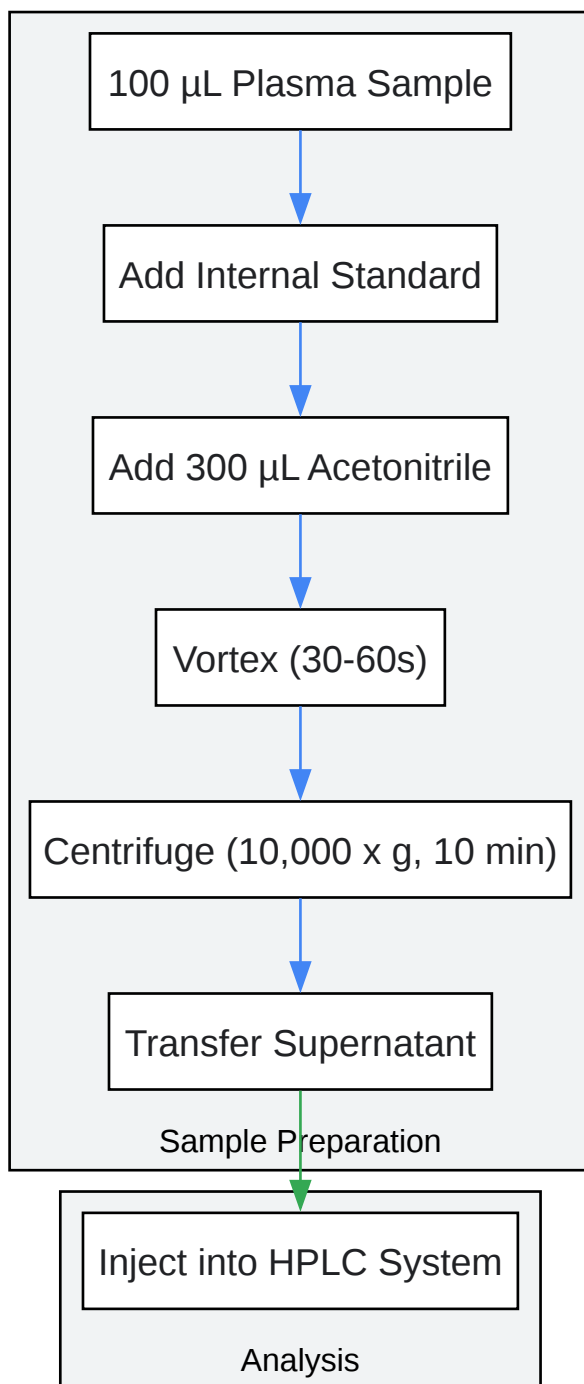 100 µL Plasma Sample
Add Internal Standard
Add 300 µL Acetonitrile
Vortex (30-60s)
Centrifuge (10,000 x g, 10 min)
Transfer Supernatant
Sample Preparation
Inject into HPLC System
Analysis